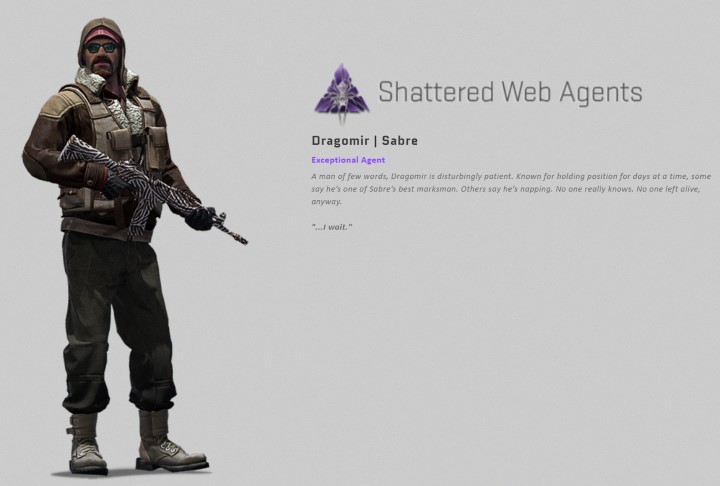 Shattered Web Agents
Dragomir | Sabre
Exceptional Agent
A man of few words, Dragomir is disturbingly patient. Known for holding position for days at a time, some
say he's one of Sabre's best marksman. Others say he's napping. No one really knows. No one left alive,
anyway.
"...I wait."